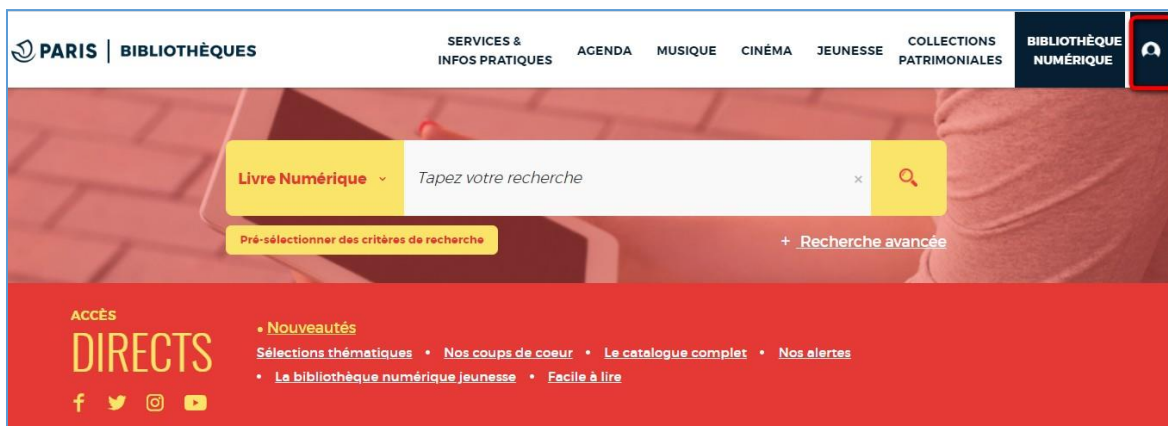 PARIS | BIBLIOTHÈQUES
SERVICES &
INFOS PRATIQUES
AGENDA
MUSIQUE
CINÉMA
JEUNESSE
COLLECTIONS
PATRIMONIALES
BIBLIOTHÈQUE
NUMÉRIQUE
Livre Numérique
Tapez votre recherche
×
Pré-sélectionner des critères de recherche
+ Recherche avancée
ACCÈS
DIRECTS
• Nouveautés
Sélections thématiques • Nos coups de coeur • Le catalogue complet • Nos alertes
• La bibliothèque numérique jeunesse • Facile à lire